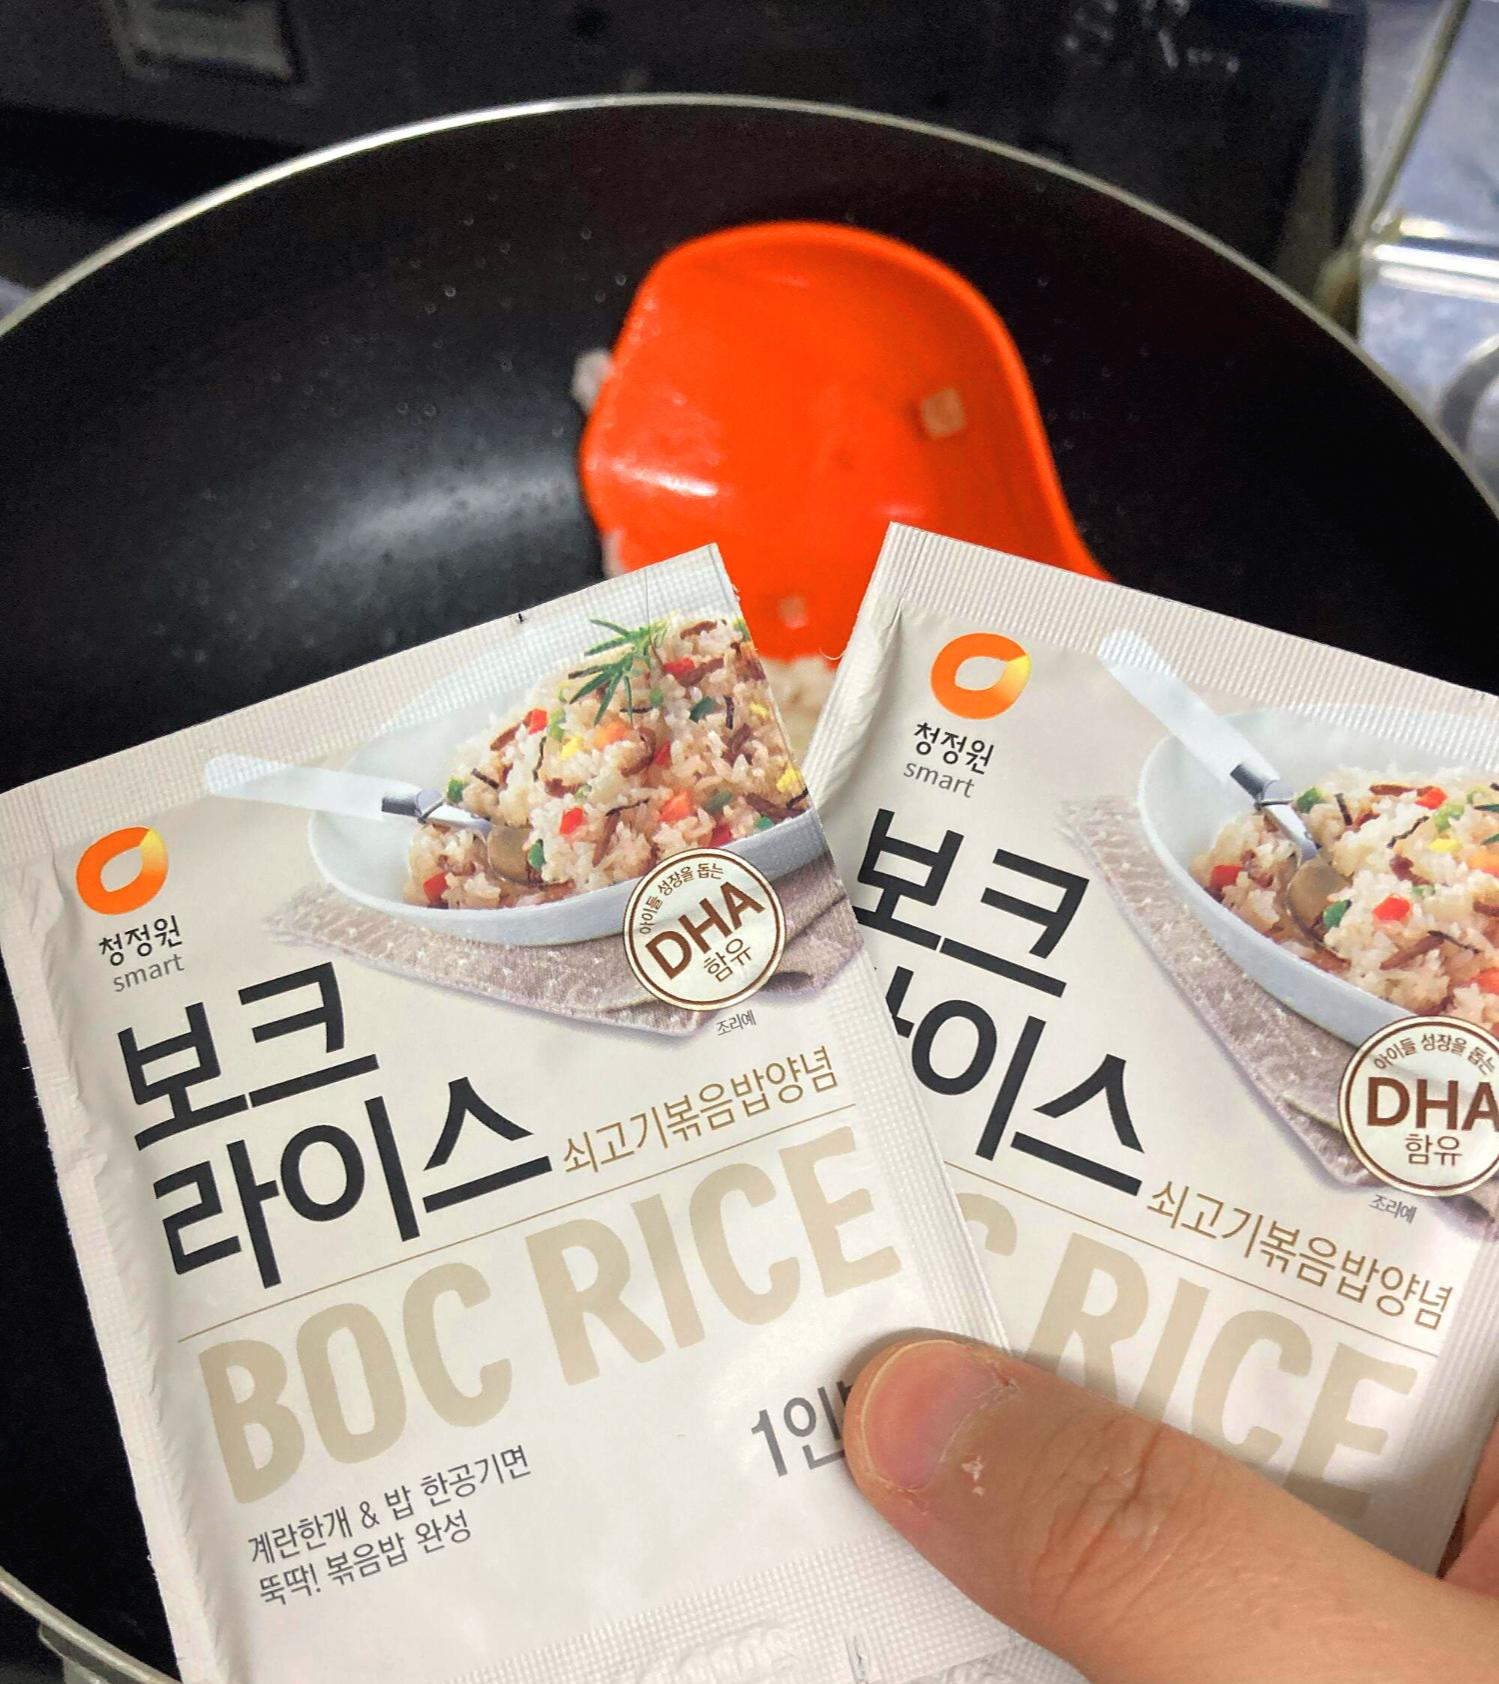 청정원
smart
보크
라이스 쇠고기볶음밥양념
BOC RICE
아이들 성장을 돕는
DHA
함유
조리예
계란한개 & 밥 한공기면
뚝딱! 볶음밥 완성
청정원
smart
보크
이스 쇠고기볶음밥양념
RICE
아이들 성장을 돕는
DHA
함유
조리예